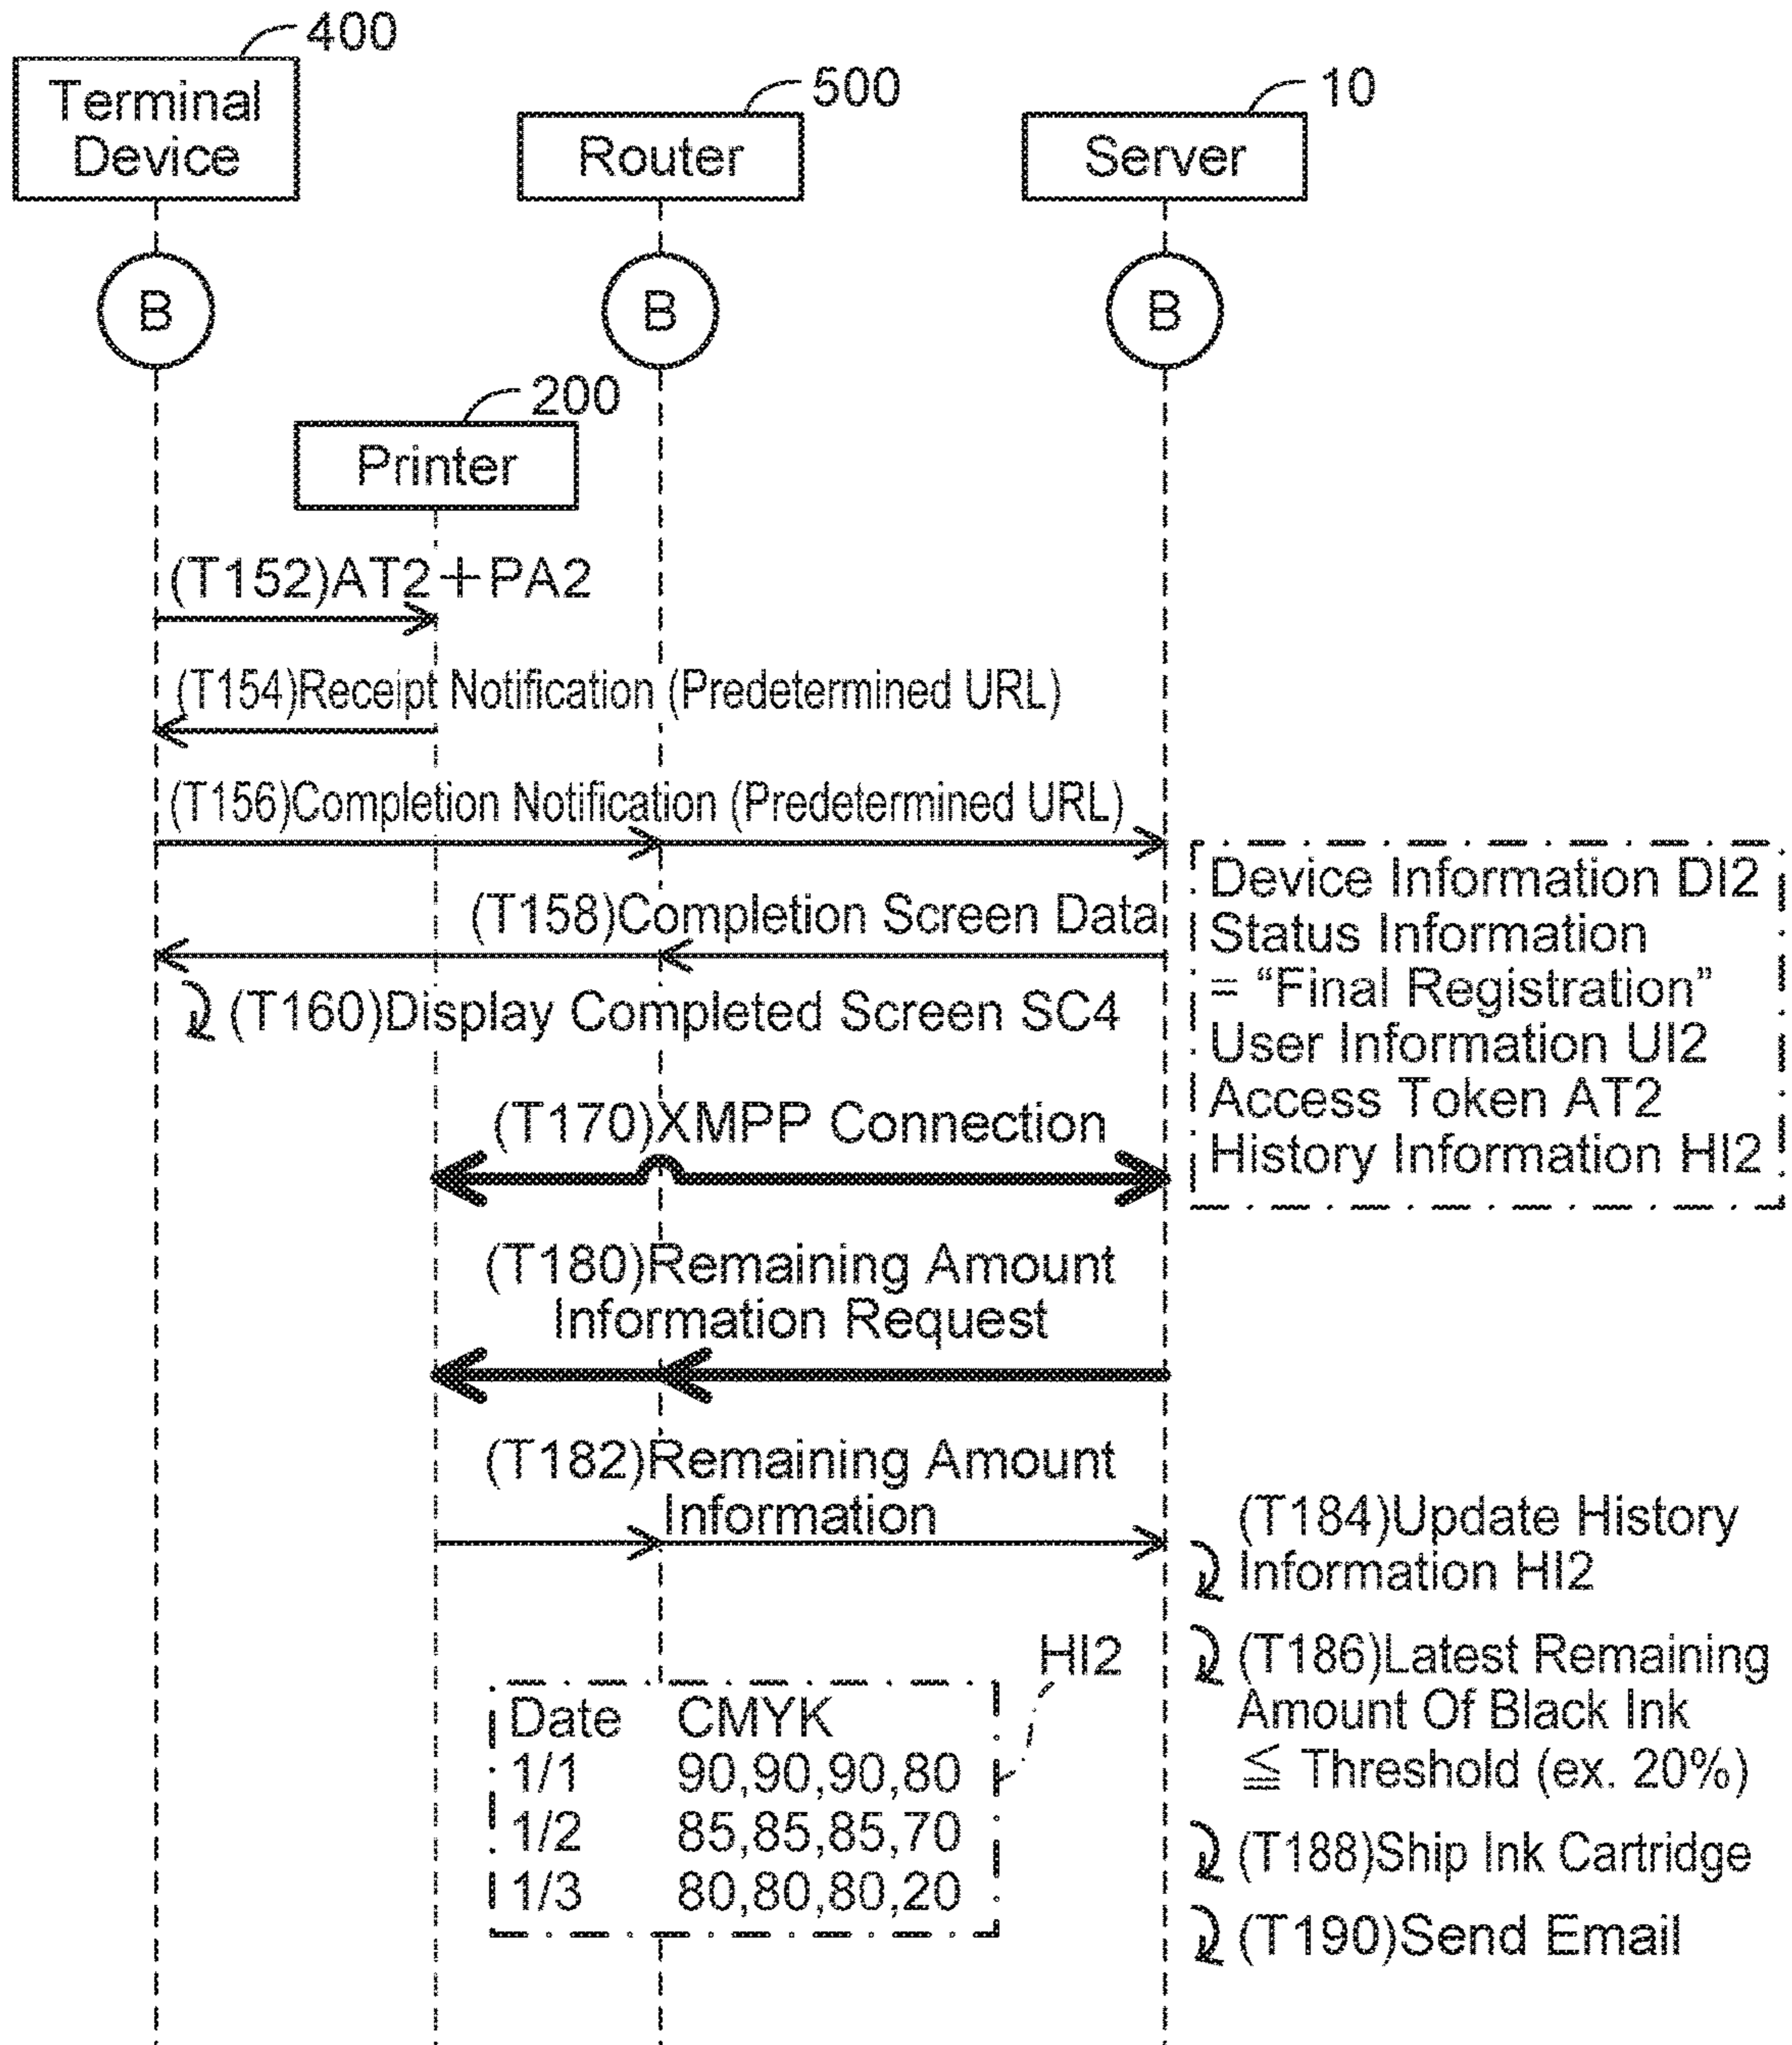 400
Terminal
Device
500
Router
10
Server
B
B
B
200
Printer
(T152)AT2+PA2
(T154)Receipt Notification (Predetermined URL)
(T156)Completion Notification (Predetermined URL)
(T158)Completion Screen Data
(T160)Display Completed Screen SC4
Device Information DI2
Status Information
= “Final Registration”
User Information UI2
Access Token AT2
History Information HI2
(T170)XMPP Connection
(T180)Remaining Amount
Information Request
(T182)Remaining Amount
Information
(T184)Update History
Information HI2
(T186)Latest Remaining
Amount Of Black Ink
≦ Threshold (ex. 20%)
(T188)Ship Ink Cartridge
(T190)Send Email
HI2
Date CMYK
1/1 90,90,90,80
1/2 85,85,85,70
1/3 80,80,80,20